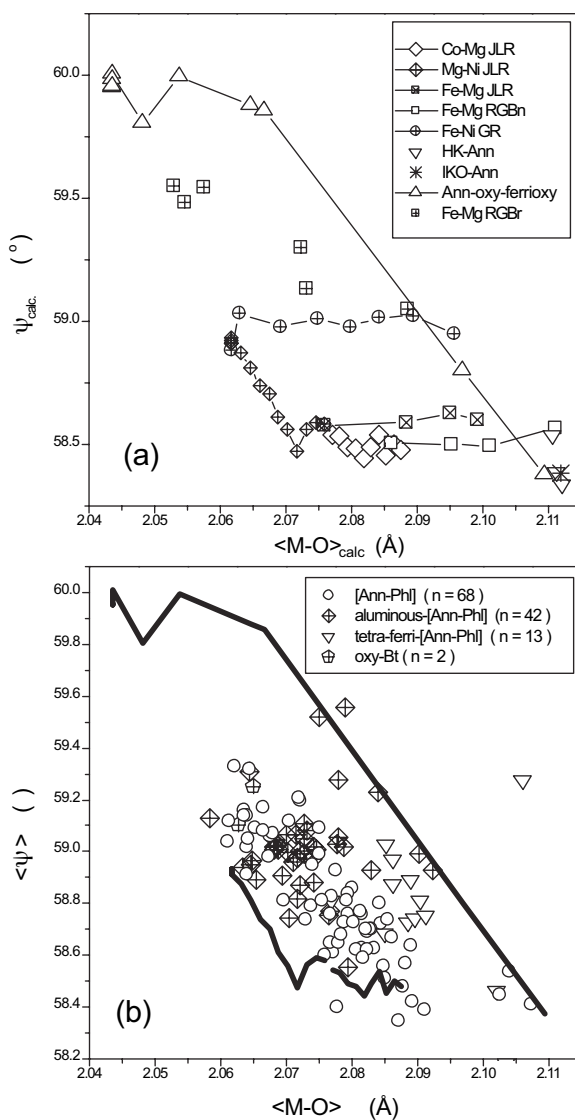 60.0
59.5
59.0
58.5
ψcalc. (°)
Co-Mg JLR
Mg-Ni JLR
Fe-Mg JLR
Fe-Mg RGBn
Fe-Ni GR
HK-Ann
IKO-Ann
Ann-oxy-ferrioxy
Fe-Mg RGBr
(a)
2.04 2.05 2.06 2.07 2.08 2.09 2.10 2.11
<M-O>calc (Å)
60.0
59.8
59.6
59.4
59.2
59.0
58.8
58.6
58.4
58.2
<ψ> ( )
[Ann-Phl] ( n = 68)
aluminous-[Ann-Phl] ( n = 42)
tetra-ferri-[Ann-Phl] ( n = 13)
oxy-Bt ( n = 2)
(b)
2.04 2.05 2.06 2.07 2.08 2.09 2.10 2.11
<M-O> (Å)